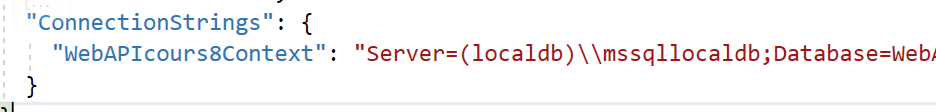 "ConnectionStrings": {
"WebAPIcours8Context": "Server=(localdb)\\mssqllocaldb;Database=WebA
}